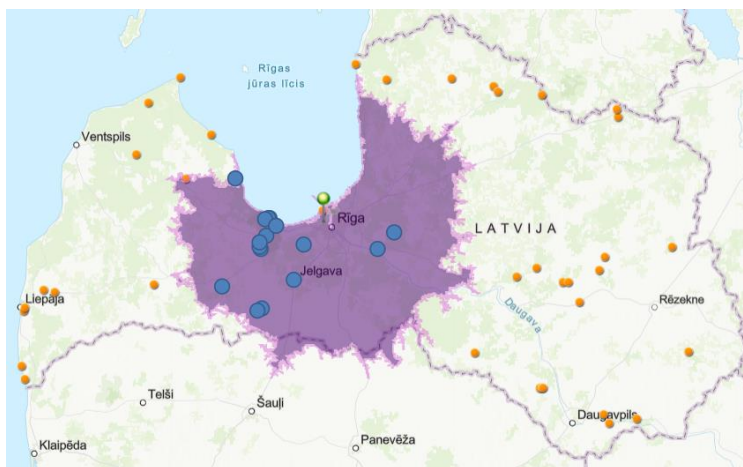 Rīgas
jūras līcis
Ventspils
Rīga
LATVIJA
Jelgava
Liepāja
Daugava
Rēzekne
Telši
Šauļi
Daugavpils
Panevēža
Klaipēda